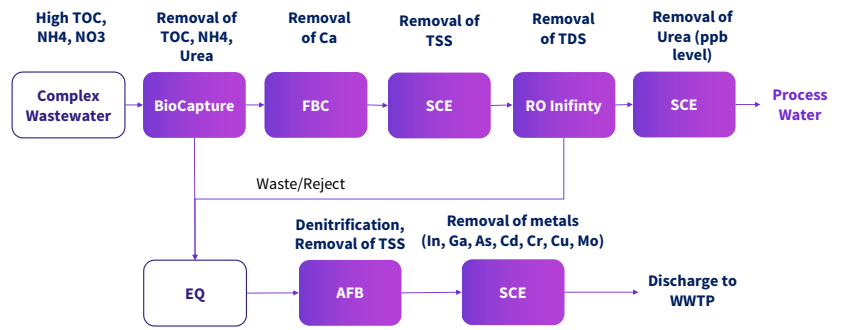 High TOC,
NH4, NO3
Removal of
TOC, NH4,
Urea
Removal
of Ca
Removal of
TSS
Removal
of TDS
Removal of
Urea (ppb
level)
Complex
Wastewater
BioCapture
FBC
SCE
RO Inifinty
SCE
Process
Water
Waste/Reject
Denitrification,
Removal of TSS
Removal of metals
(In, Ga, As, Cd, Cr, Cu, Mo)
EQ
AFB
SCE
Discharge to
WWTP